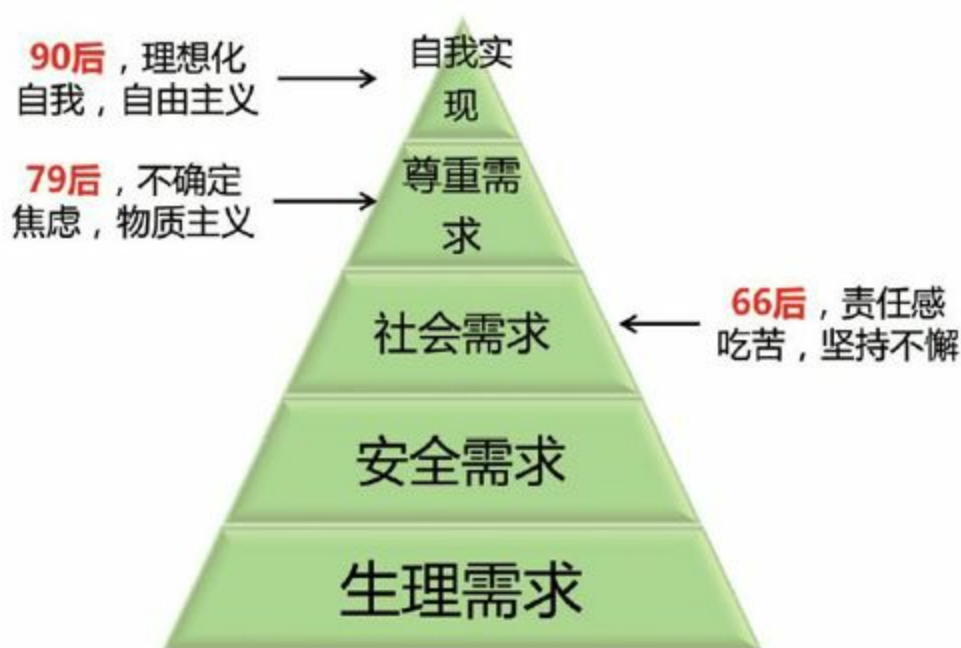 90后，理想化
自我，自由主义
自我实
现
79后，不确定
焦虑，物质主义
尊重需
求
66后，责任感
吃苦，坚持不懈
社会需求
安全需求
生理需求